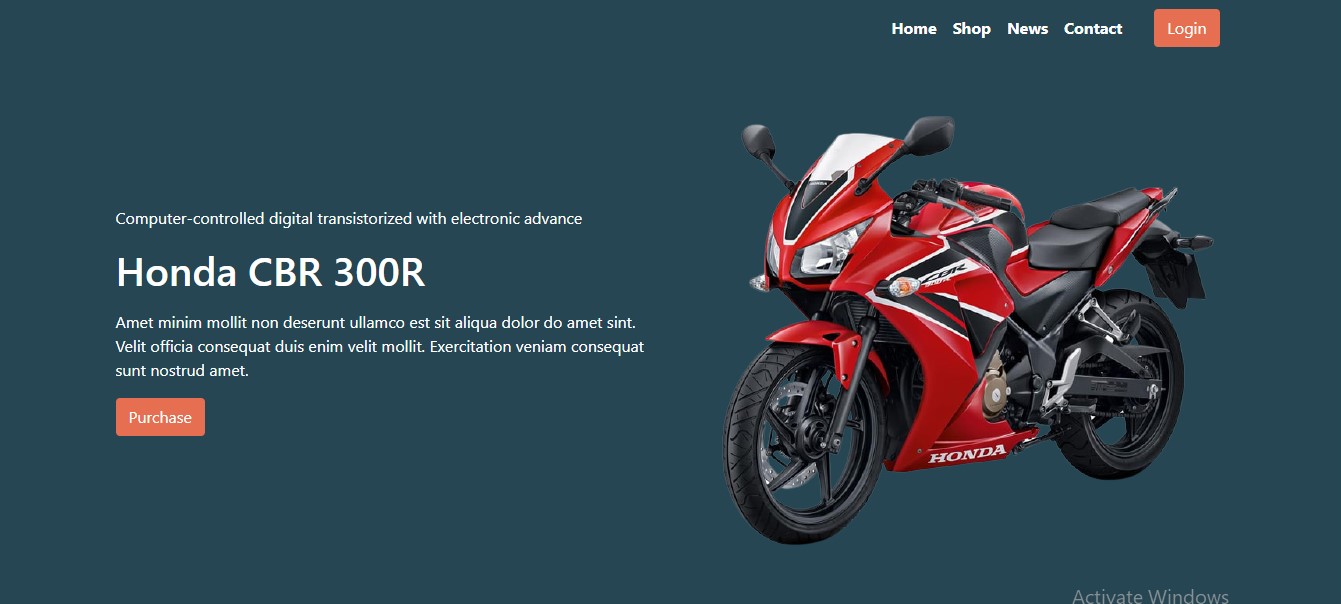 Home Shop News Contact Login
Computer-controlled digital transistorized with electronic advance
Honda CBR 300R
Amet minim mollit non deserunt ullamco est sit aliqua dolor do amet sint.
Velit officia consequat duis enim velit mollit. Exercitation veniam consequat
sunt nostrud amet.
Purchase
HONDA
CBR
HONDA
Activate Windows